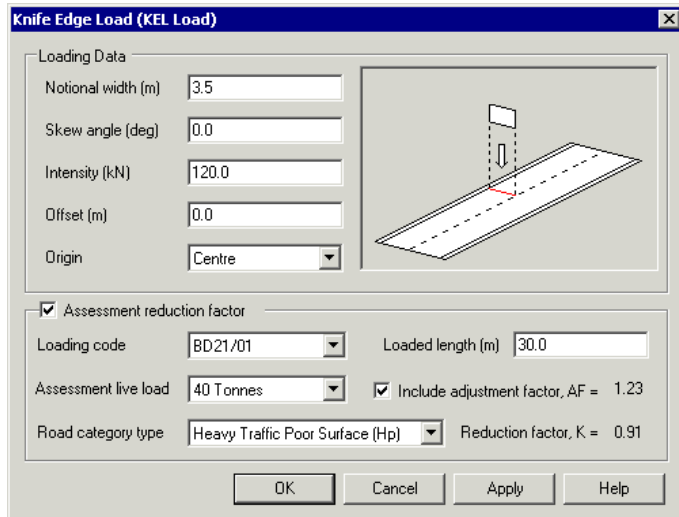 Knife Edge Load (KEL Load)
Loading Data
Notional width (m) 3.5
Skew angle (deg) 0.0
Intensity (kN) 120.0
Offset (m) 0.0
Origin Centre
Assessment reduction factor
Loading code BD21/01 Loaded length (m) 30.0
Assessment live load 40 Tonnes Include adjustment factor, AF = 1.23
Road category type Heavy Traffic Poor Surface (Hp) Reduction factor, K = 0.91
OK Cancel Apply Help